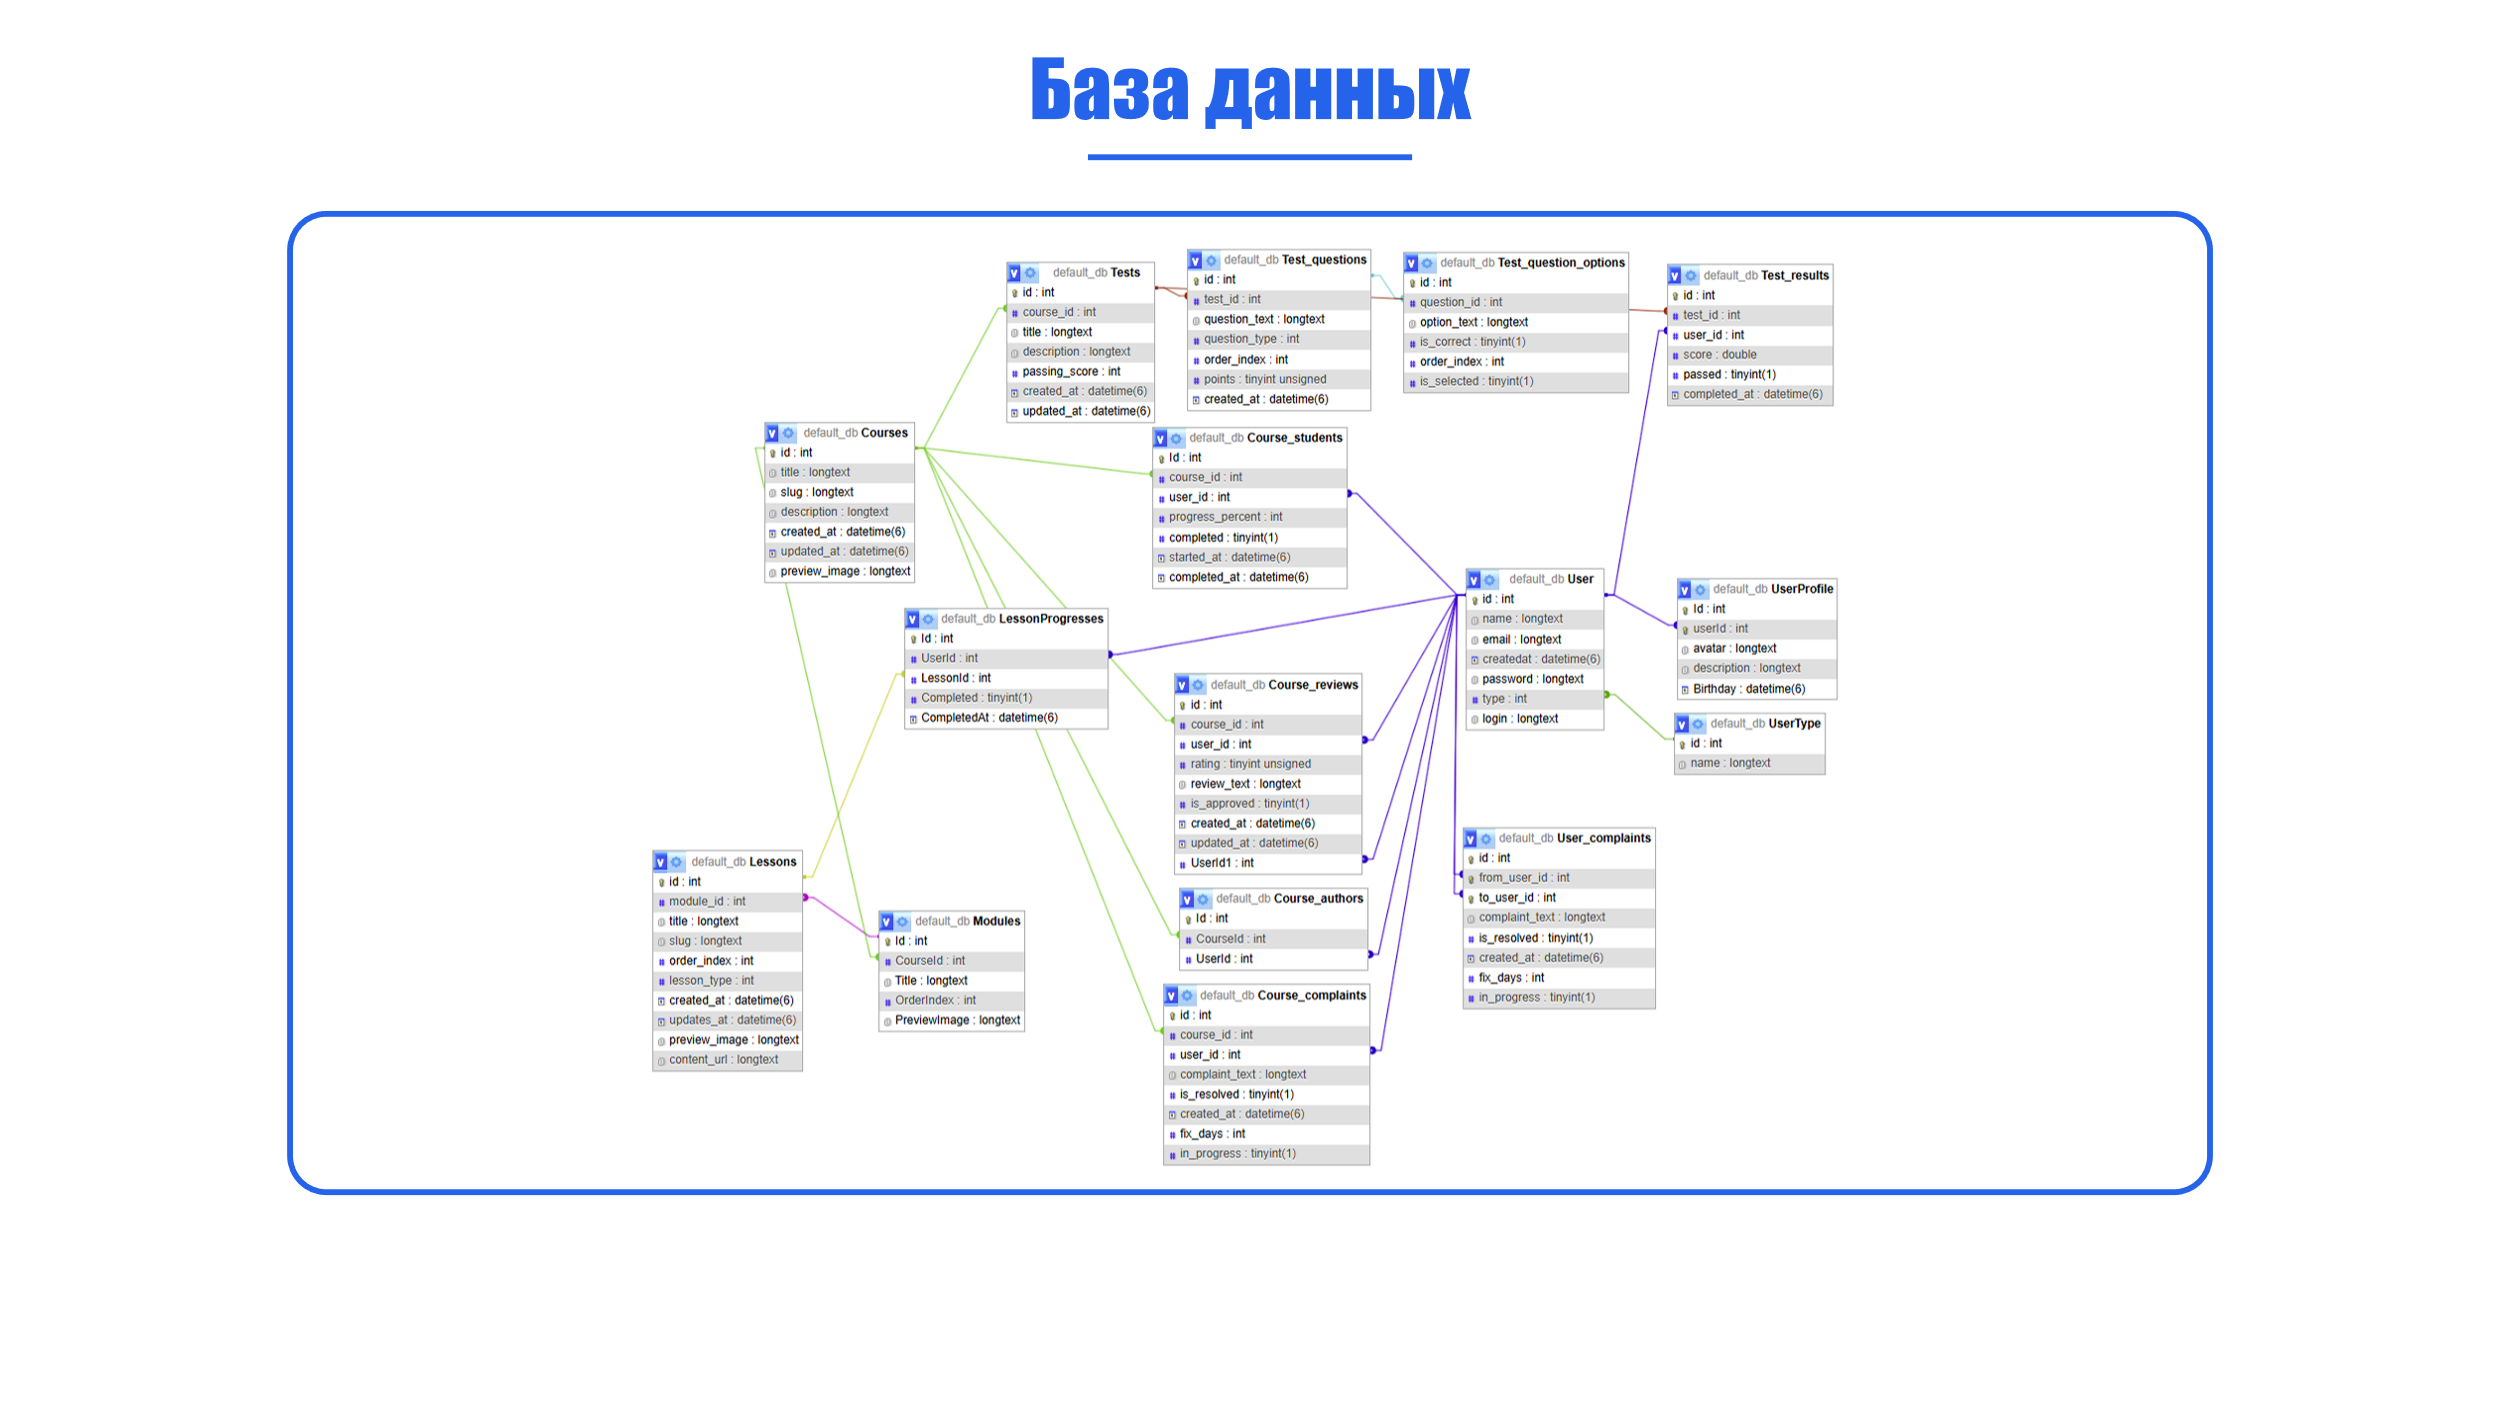 База данных
default_db Tests
id : int
course_id : int
title : longtext
description : longtext
passing_score : int
created_at : datetime(6)
updated_at : datetime(6)
default_db Test_questions
id : int
test_id : int
question_text : longtext
question_type : int
order_index : int
points : tinyint unsigned
created_at : datetime(6)
default_db Test_question_options
id : int
question_id : int
option_text : longtext
is_correct : tinyint(1)
order_index : int
is_selected : tinyint(1)
default_db Test_results
id : int
test_id : int
user_id : int
score : double
passed : tinyint(1)
completed_at : datetime(6)
default_db Courses
id : int
title : longtext
slug : longtext
description : longtext
created_at : datetime(6)
updated_at : datetime(6)
preview_image : longtext
default_db Course_students
Id : int
course_id : int
user_id : int
progress_percent : int
completed : tinyint(1)
started_at : datetime(6)
completed_at : datetime(6)
default_db LessonProgresses
Id : int
UserId : int
LessonId : int
Completed : tinyint(1)
CompletedAt : datetime(6)
default_db User
id : int
name : longtext
email : longtext
createdat : datetime(6)
password : longtext
type : int
login : longtext
default_db UserProfile
Id : int
userId : int
avatar : longtext
description : longtext
Birthday : datetime(6)
default_db UserType
id : int
name : longtext
default_db Course_reviews
id : int
course_id : int
user_id : int
rating : tinyint unsigned
review_text : longtext
is_approved : tinyint(1)
created_at : datetime(6)
updated_at : datetime(6)
UserId1 : int
default_db User_complaints
id : int
from_user_id : int
to_user_id : int
complaint_text : longtext
is_resolved : tinyint(1)
created_at : datetime(6)
fix_days : int
in_progress : tinyint(1)
default_db Lessons
id : int
module_id : int
title : longtext
slug : longtext
order_index : int
lesson_type : int
created_at : datetime(6)
updates_at : datetime(6)
preview_image : longtext
content_url : longtext
default_db Modules
Id : int
CourseId : int
Title : longtext
OrderIndex : int
PreviewImage : longtext
default_db Course_authors
Id : int
CourseId : int
UserId : int
default_db Course_complaints
id : int
course_id : int
user_id : int
complaint_text : longtext
is_resolved : tinyint(1)
created_at : datetime(6)
fix_days : int
in_progress : tinyint(1)